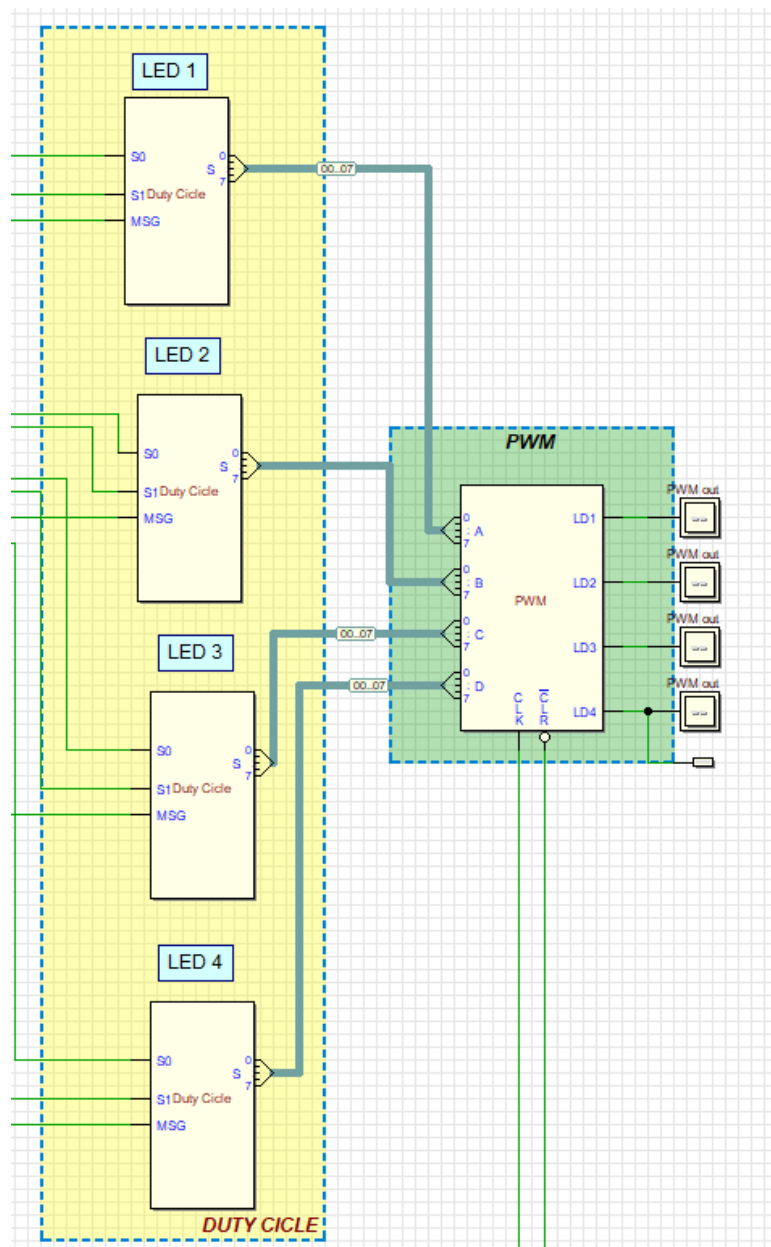 LED 1
S0
S1
MSG
Duty Cicle
0
S
7
00..07
LED 2
S0
S1
MSG
Duty Cicle
0
S
7
PWM
PWM out
PWM out
PWM out
PWM out
0
: A
7
0
: B
7
0
: C
7
0
: D
7
PWM
LD1
LD2
LD3
LD4
CLK
CLR
00..07
00..07
LED 3
S0
S1
MSG
Duty Cicle
0
S
7
LED 4
S0
S1
MSG
Duty Cicle
0
S
7
DUTY CICLE